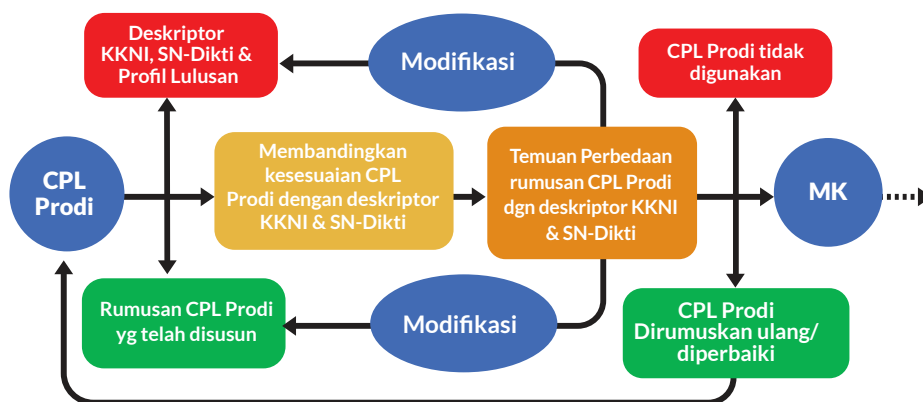 Deskriptor
KKNI, SN-Dikti &
Profil Lulusan
Modifikasi
CPL Prodi tidak
digunakan
CPL
Prodi
Membandingkan
kesesuaian CPL
Prodi dengan deskriptor
KKNI & SN-Dikti
Temuan Perbedaan
rumusan CPL Prodi
dgn deskriptor KKNI
& SN-Dikti
MK
Rumusan CPL Prodi
yg telah disusun
Modifikasi
CPL Prodi
Dirumuskan ulang/
diperbaiki